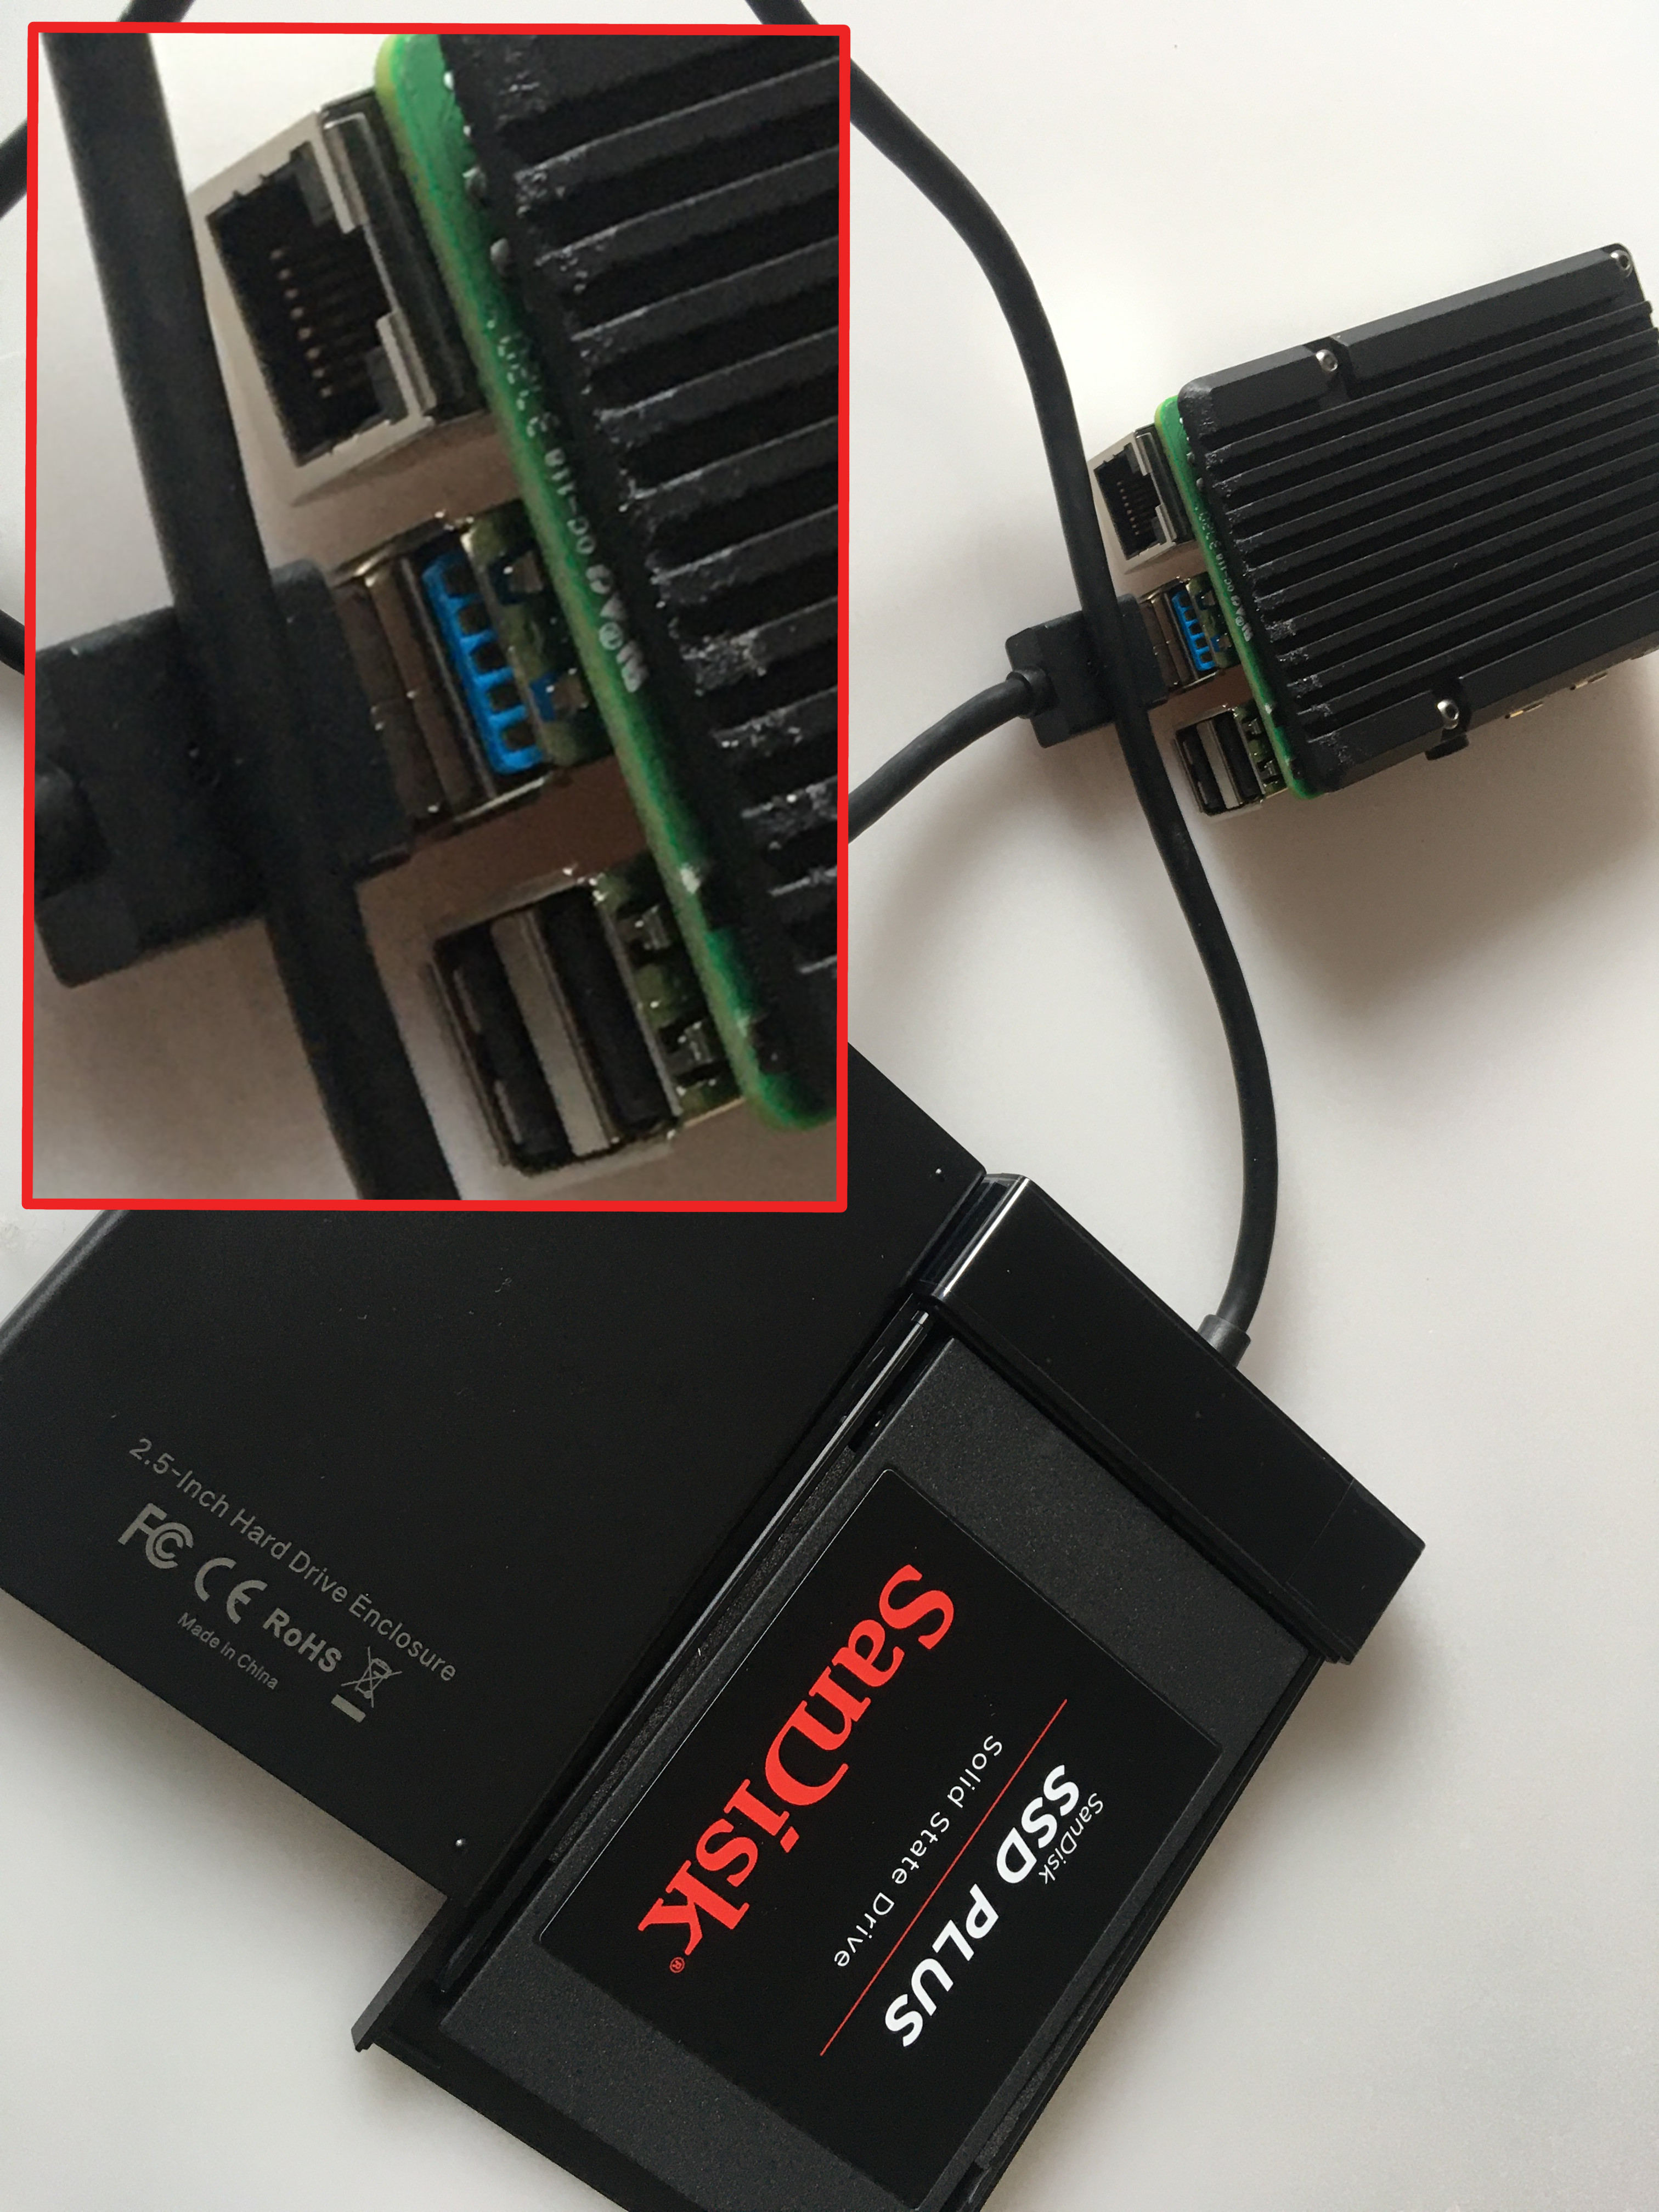 2.5-Inch Hard Drive Enclosure
FC CE RoHS
Made in China
SanDisk®
Solid State Drive
SanDisk
SSD PLUS